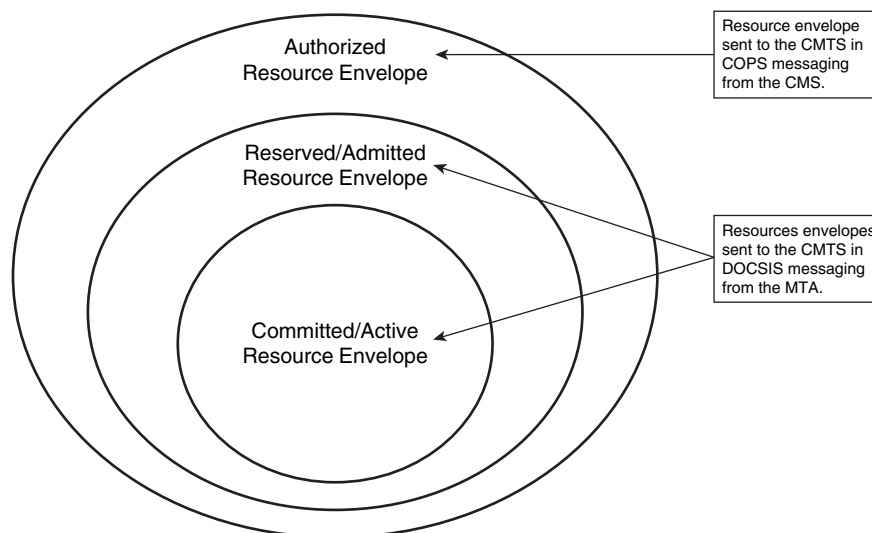 Authorized
Resource Envelope
Resource envelope
sent to the CMTS in
COPS messaging
from the CMS.
Reserved/Admitted
Resource Envelope
Resources envelopes
sent to the CMTS in
DOCSIS messaging
from the MTA.
Committed/Active
Resource Envelope